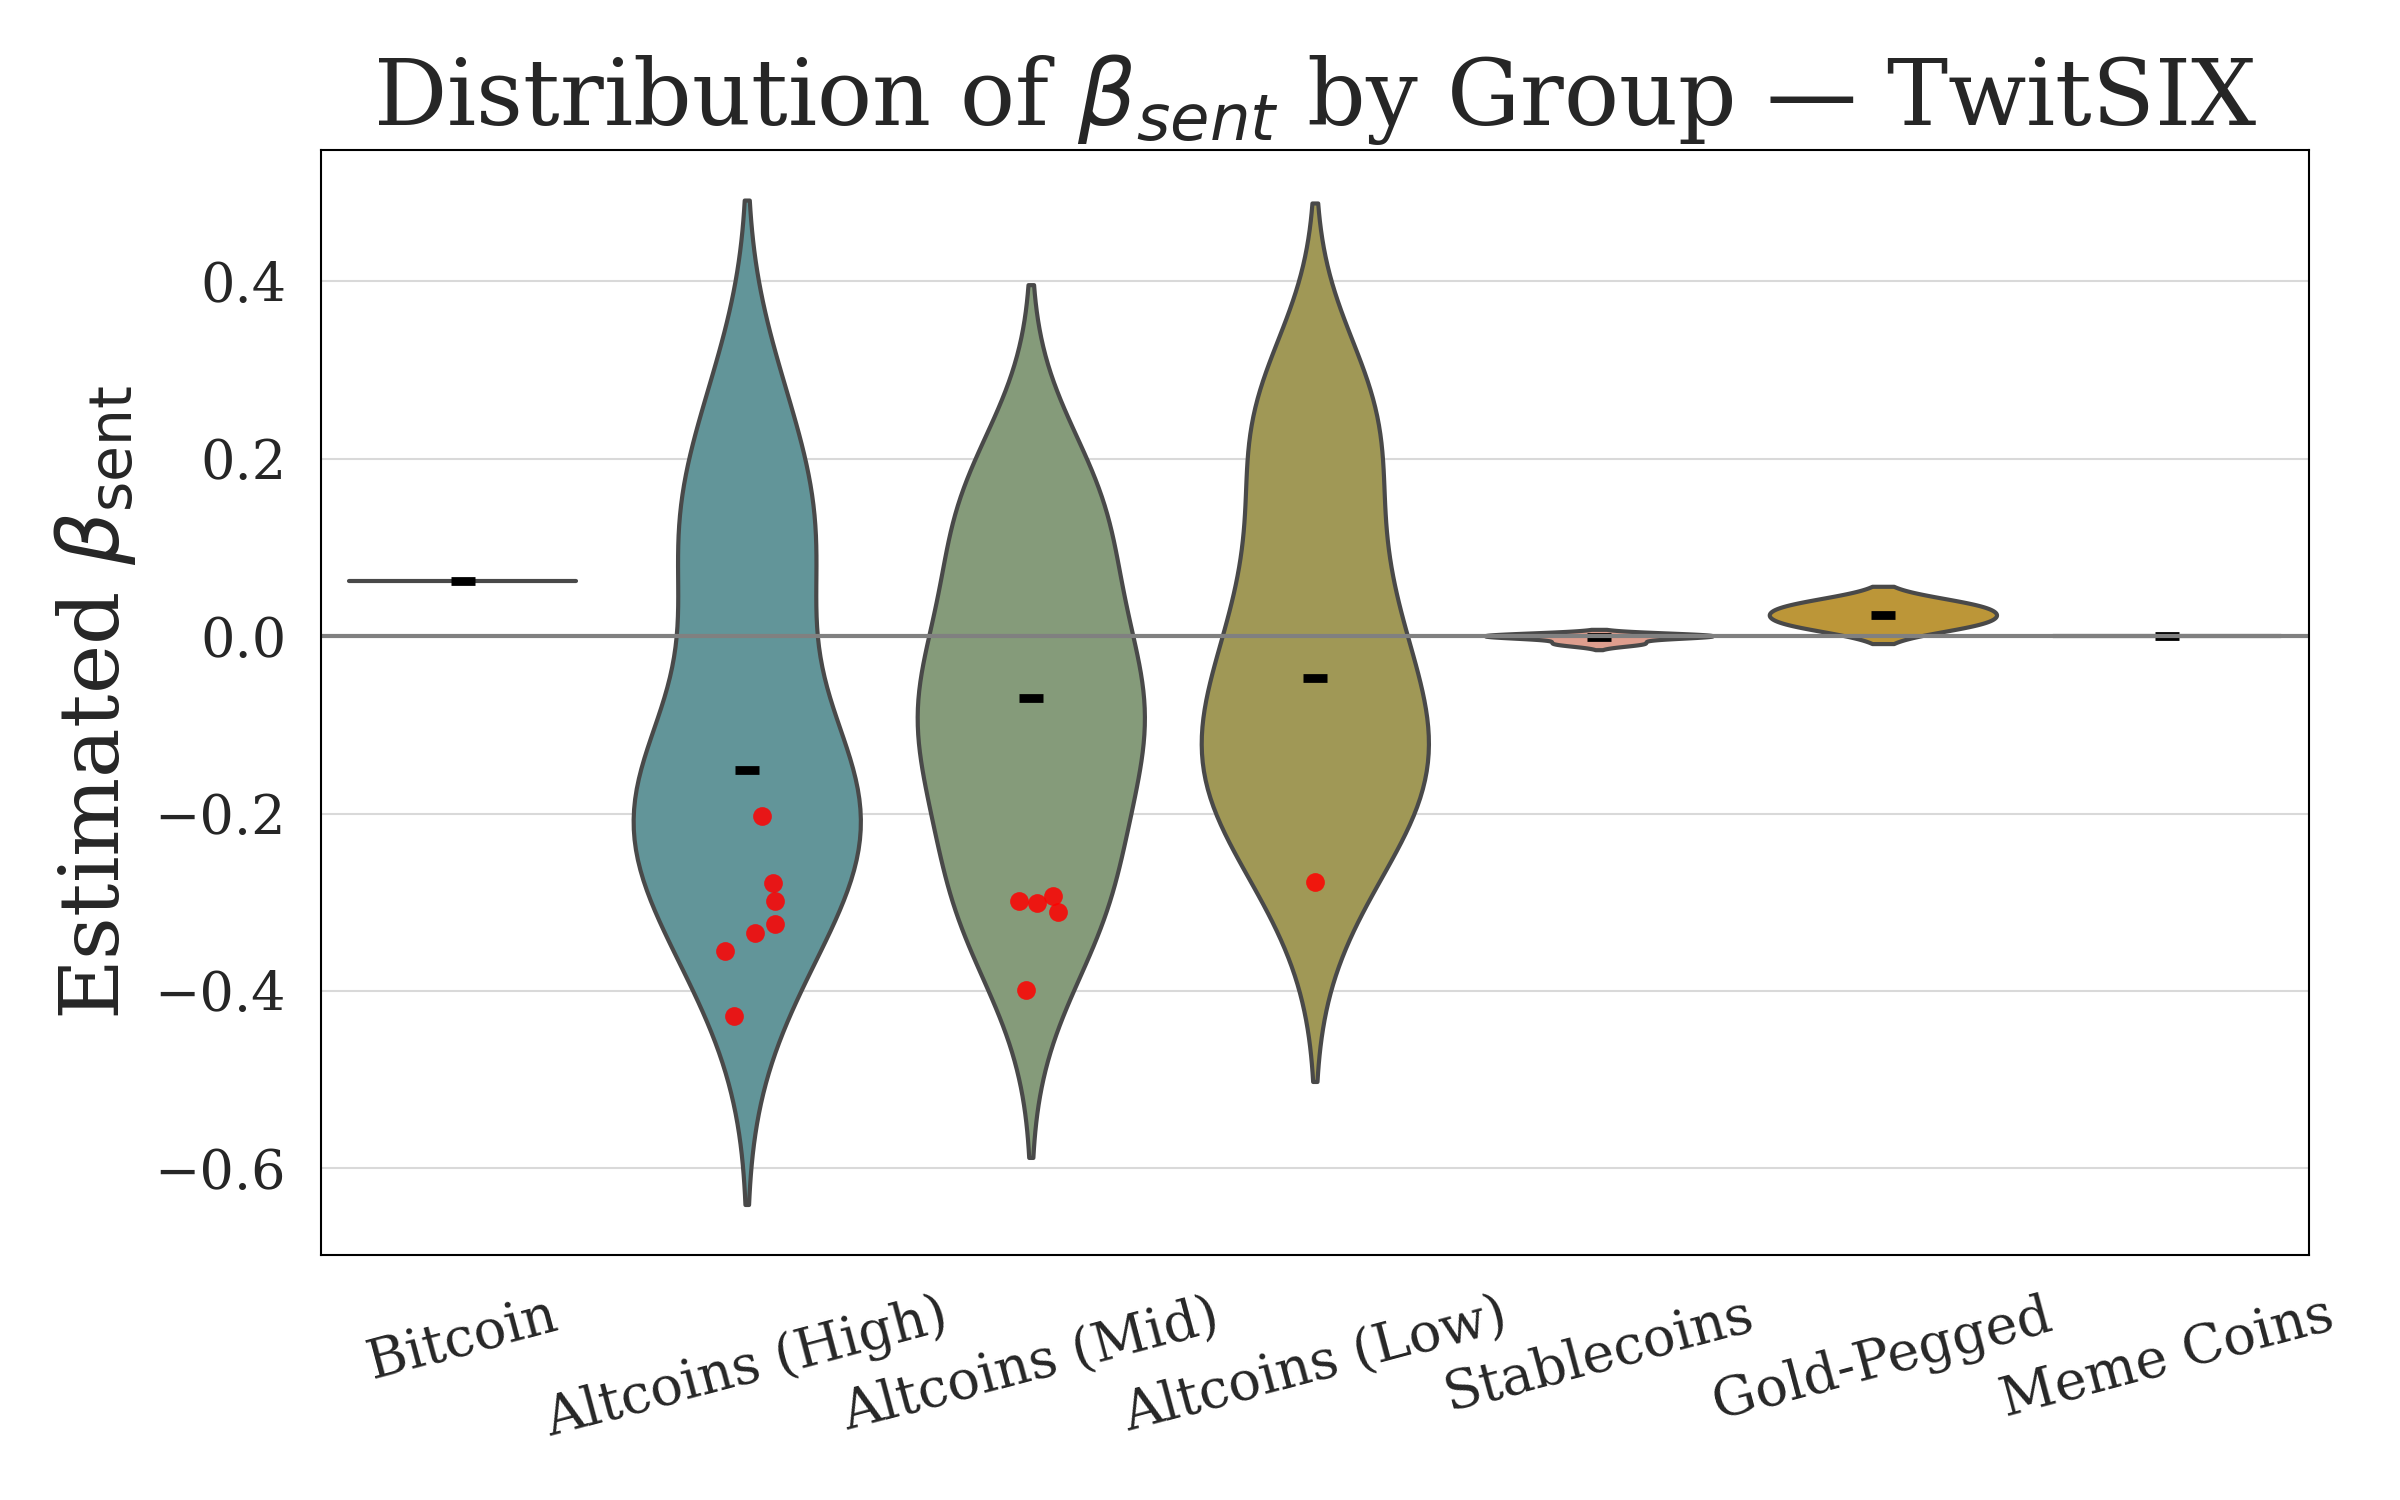 Distribution of β_sent by Group — TwitSIX
Estimated β_sent
0.4
0.2
0.0
−0.2
−0.4
−0.6
Bitcoin
Altcoins (High)
Altcoins (Mid)
Altcoins (Low)
Stablecoins
Gold-Pegged
Meme Coins